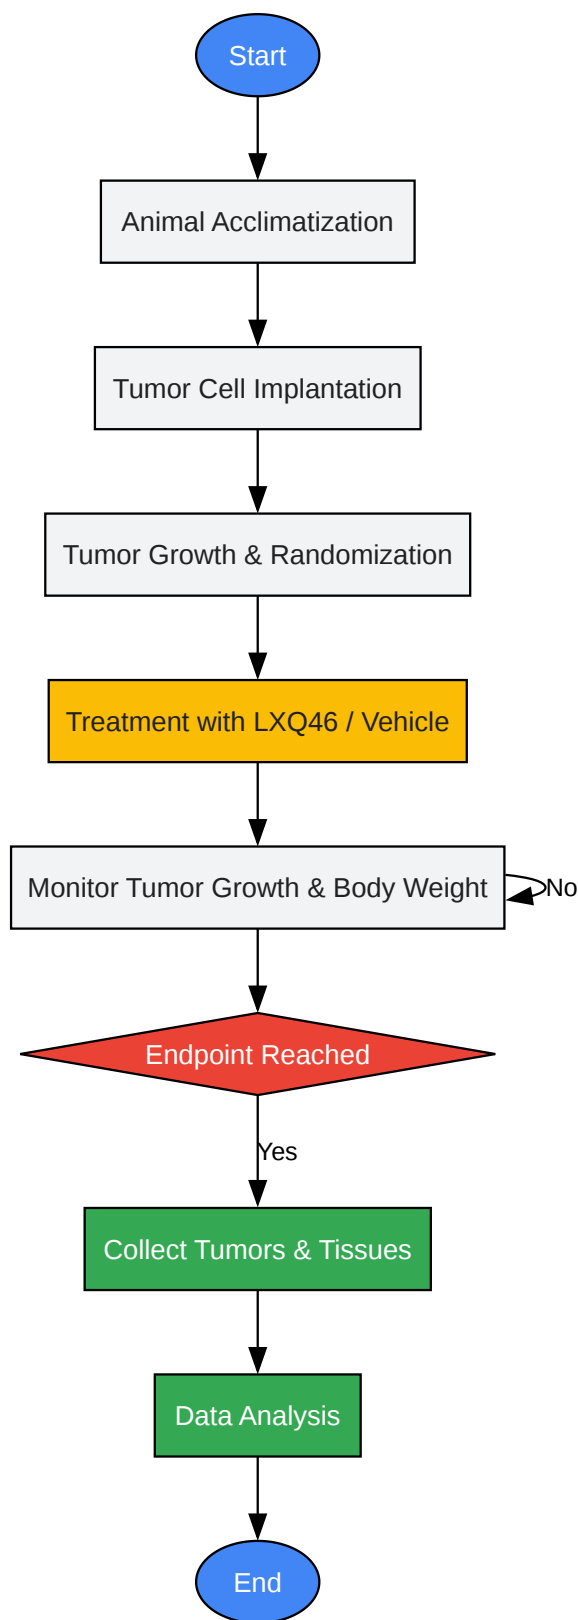 Start
Animal Acclimatization
Tumor Cell Implantation
Tumor Growth & Randomization
Treatment with LXQ46 / Vehicle
Monitor Tumor Growth & Body Weight
No
Endpoint Reached
Yes
Collect Tumors & Tissues
Data Analysis
End